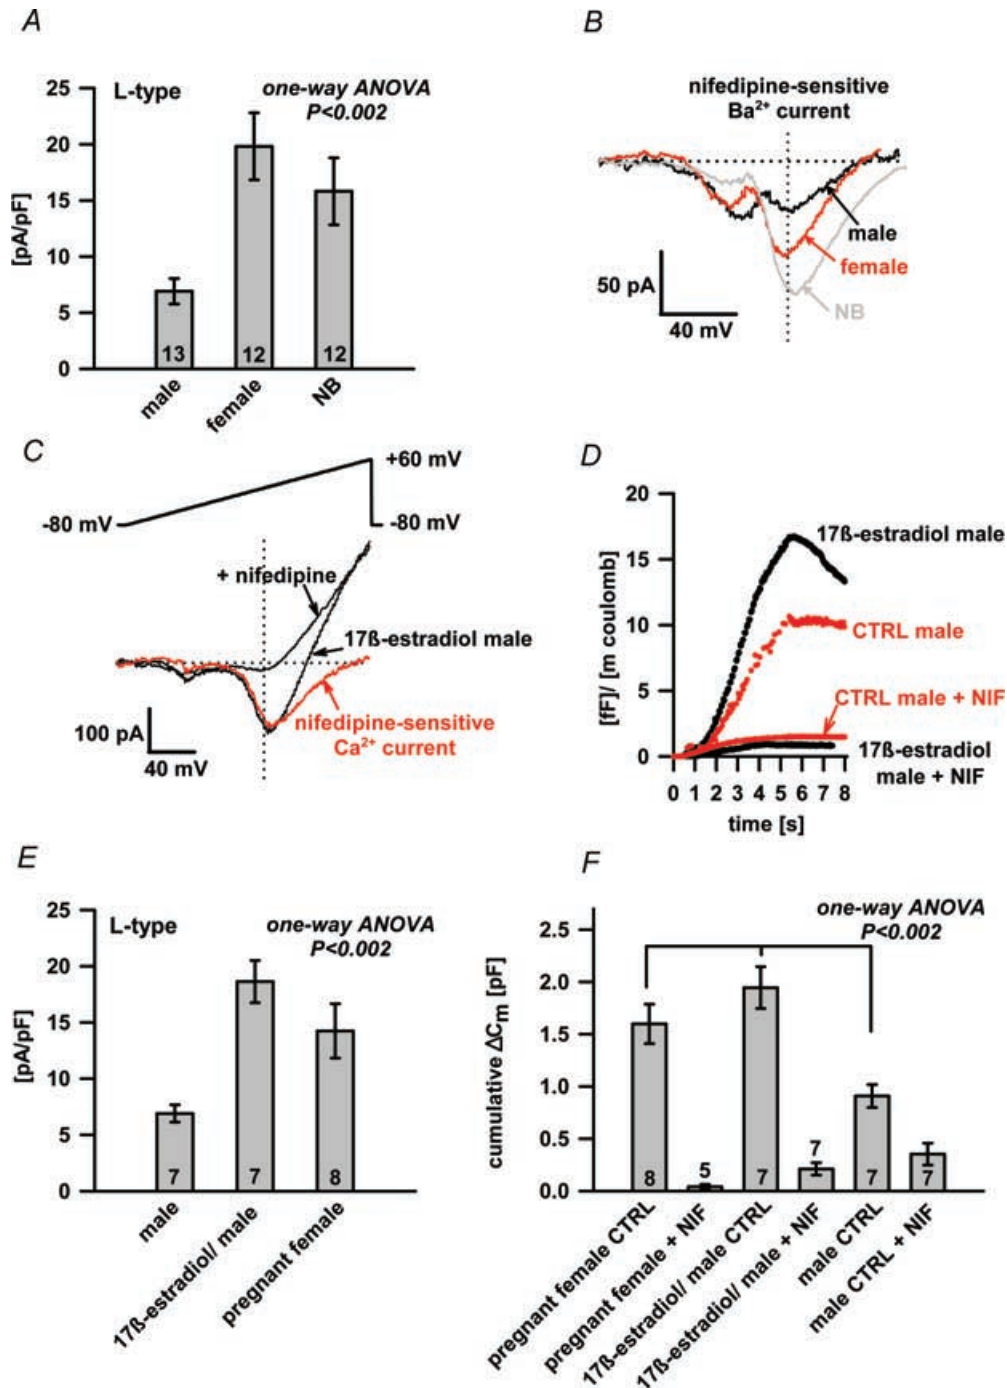 A
25
20
15
10
5
0
[pA/pF]
L-type
one-way ANOVA
P<0.002
13
12
12
male
female
NB
B
nifedipine-sensitive
Ba2+ current
male
female
NB
50 pA
40 mV
C
+60 mV
-80 mV
-80 mV
+ nifedipine
17ß-estradiol male
nifedipine-sensitive
Ca2+ current
100 pA
40 mV
D
20
15
10
5
0
[fF]/ [m coulomb]
17ß-estradiol male
CTRL male
CTRL male + NIF
17ß-estradiol
male + NIF
0 1 2 3 4 5 6 7 8
time [s]
E
25
20
15
10
5
0
[pA/pF]
L-type
one-way ANOVA
P<0.002
7
7
8
male
17ß-estradiol/ male
pregnant female
F
one-way ANOVA
P<0.002
2.5
2.0
1.5
1.0
0.5
0.0
cumulative ΔCm [pF]
8
5
7
7
7
7
pregnant female CTRL
pregnant female + NIF
17ß-estradiol/ male CTRL
17ß-estradiol/ male + NIF
male CTRL
male CTRL + NIF